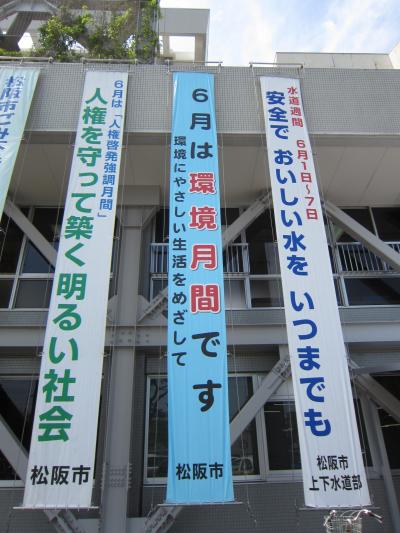 水道週間 6月1日~7日
安全で おいしい水を いつまでも
松阪市
上下水道部
6月は環境月間です
環境にやさしい生活をめざして
松阪市
6月は「人権啓発強調月間」
人権を守って築く明るい社会
松阪市
松阪市